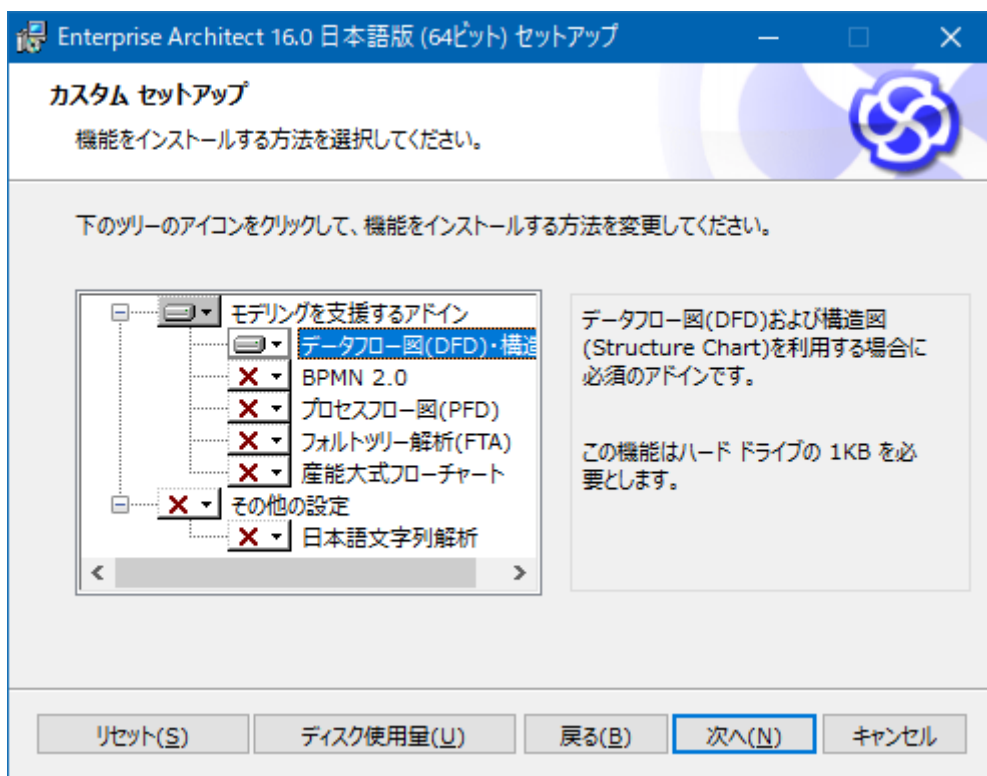 Enterprise Architect 16.0 日本語版 (64ビット) セットアップ
カスタム セットアップ
機能をインストールする方法を選択してください。
下のツリーのアイコンをクリックして、機能をインストールする方法を変更してください。
モデリングを支援するアドイン
データフロー図(DFD)・構造
BPMN 2.0
プロセスフロー図(PFD)
フォルトツリー解析(FTA)
産能大式フローチャート
その他の設定
日本語文字列解析
データフロー図(DFD)および構造図
(Structure Chart)を利用する場合に
必須のアドインです。
この機能はハード ドライブの 1KB を必
要とします。
リセット(S)
ディスク使用量(U)
戻る(B)
次へ(N)
キャンセル